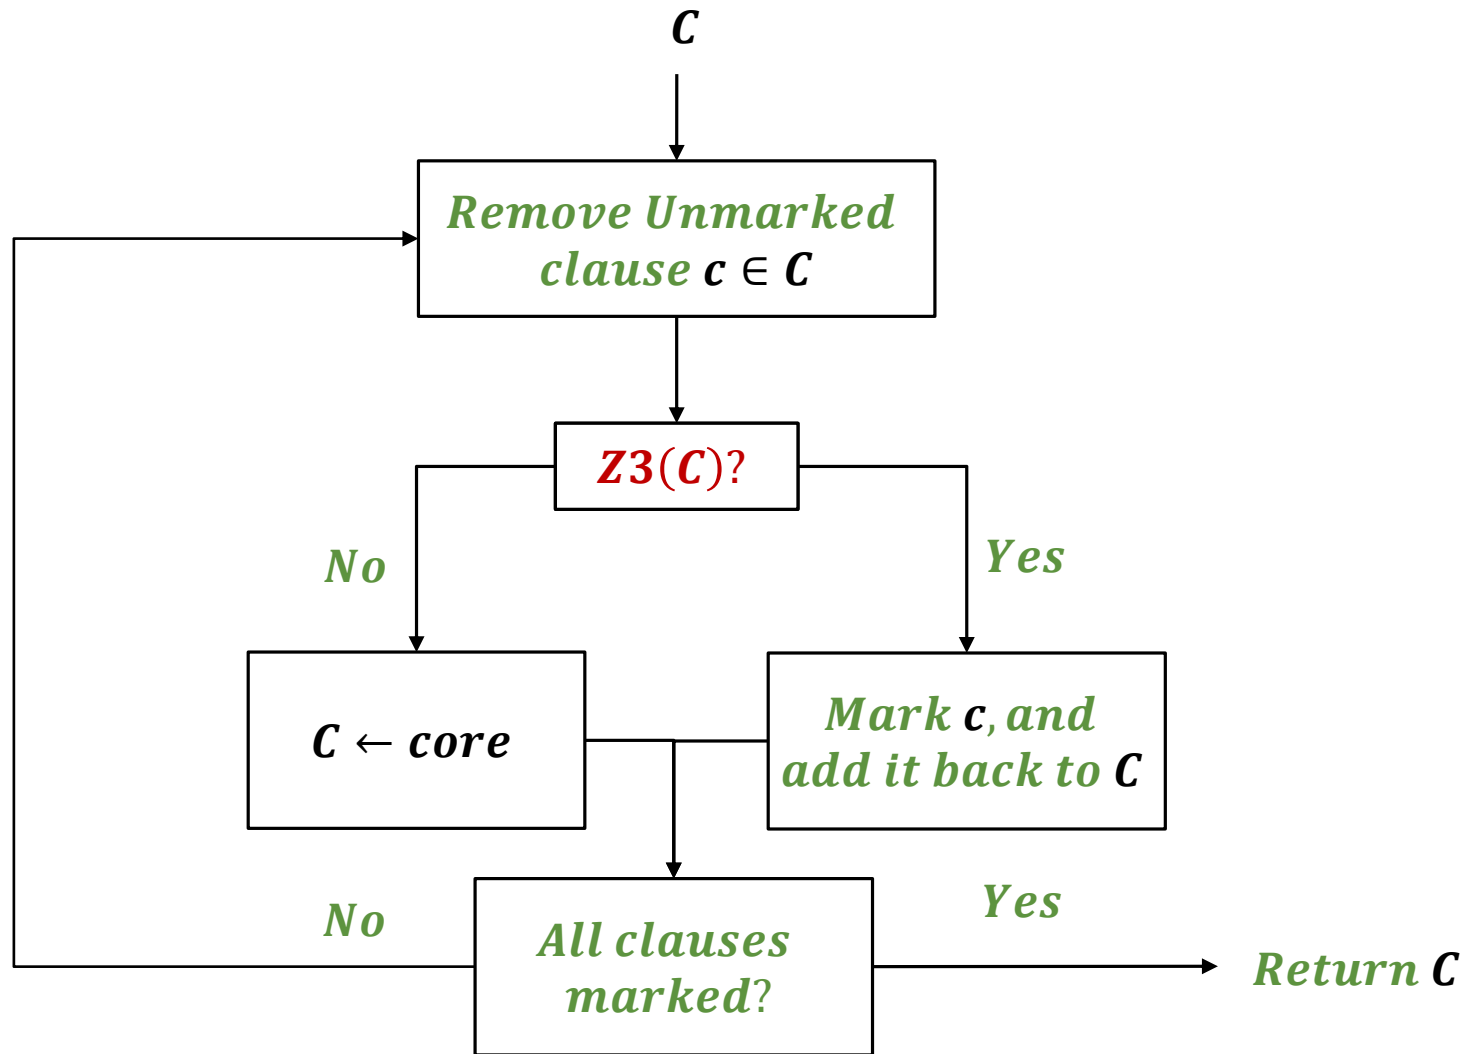 C
Remove Unmarked
clause c ∈ C
Z3(C)?
No
Yes
C ← core
Mark c, and
add it back to C
No
Yes
All clauses
marked?
Return C